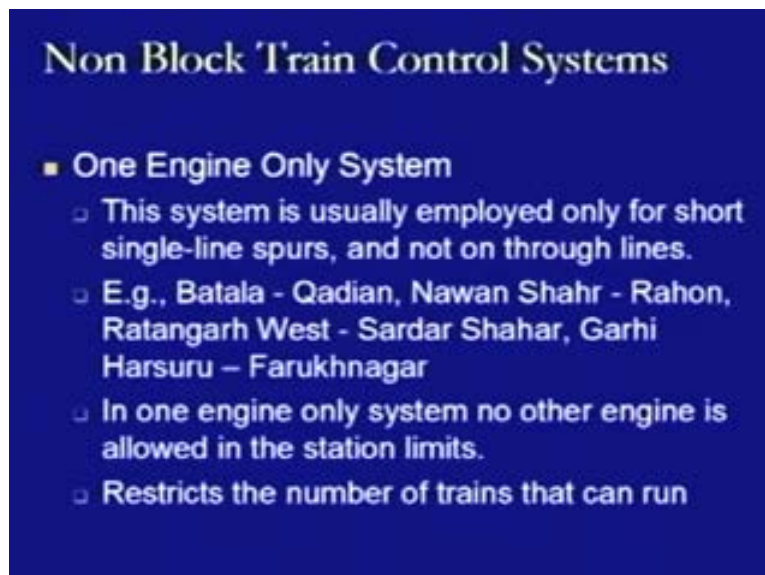 Non Block Train Control Systems
One Engine Only System
This system is usually employed only for short
single-line spurs, and not on through lines.
E.g., Batala - Qadian, Nawan Shahr - Rahon,
Ratangarh West - Sardar Shahar, Garhi
Harsuru – Farukhnagar
In one engine only system no other engine is
allowed in the station limits.
Restricts the number of trains that can run